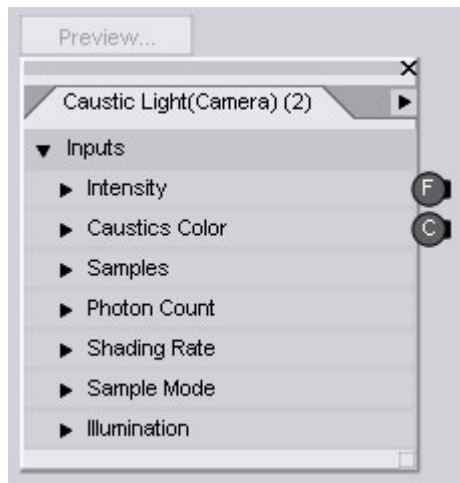 Preview...
Caustic Light(Camera) (2)
Inputs
Intensity
F
Caustics Color
C
Samples
Photon Count
Shading Rate
Sample Mode
Illumination